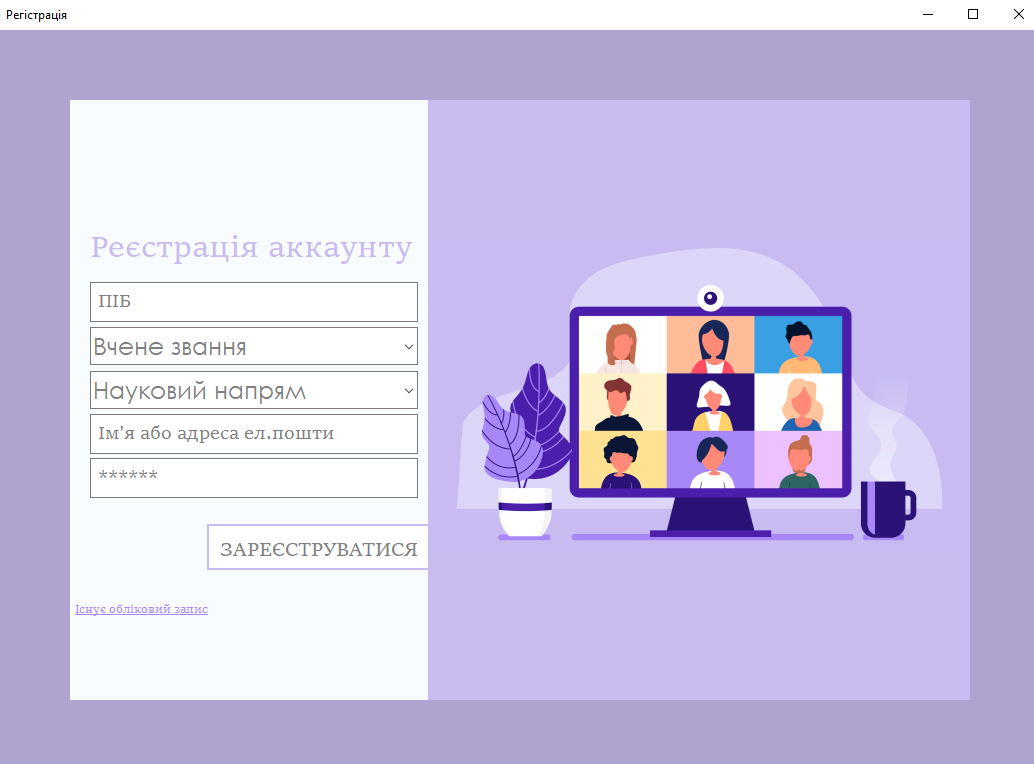 Регістрація
Реєстрація аккаунту
ПІБ
Вчене звання
Науковий напрям
Ім'я або адреса ел.пошти
******
ЗАРЕЄСТРУВАТИСЯ
Існує обліковий запис